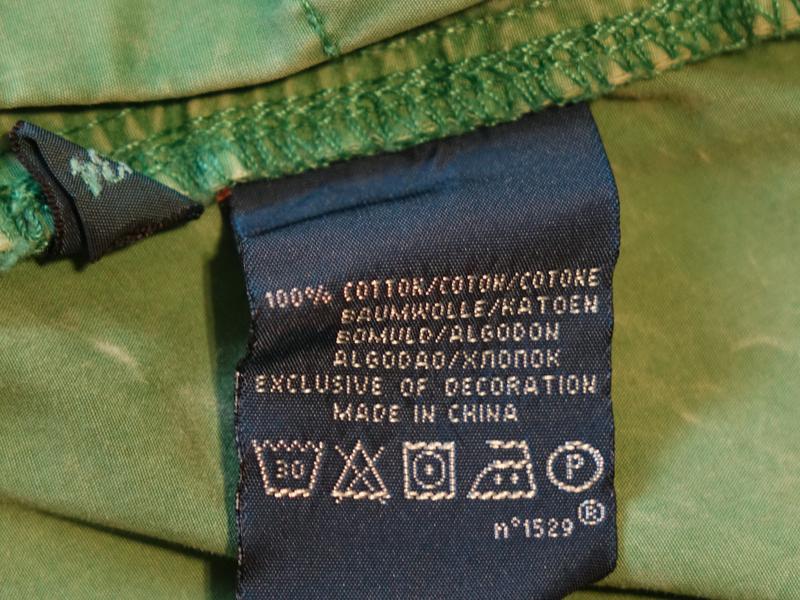 100% COTTON/COTON/COTONE
BAUMWOLLE/KATOEN
BOMULD/ALGODON
ALGODAO/ХЛОПОК
EXCLUSIVE OF DECORATION
MADE IN CHINA
30
P
n°1529®